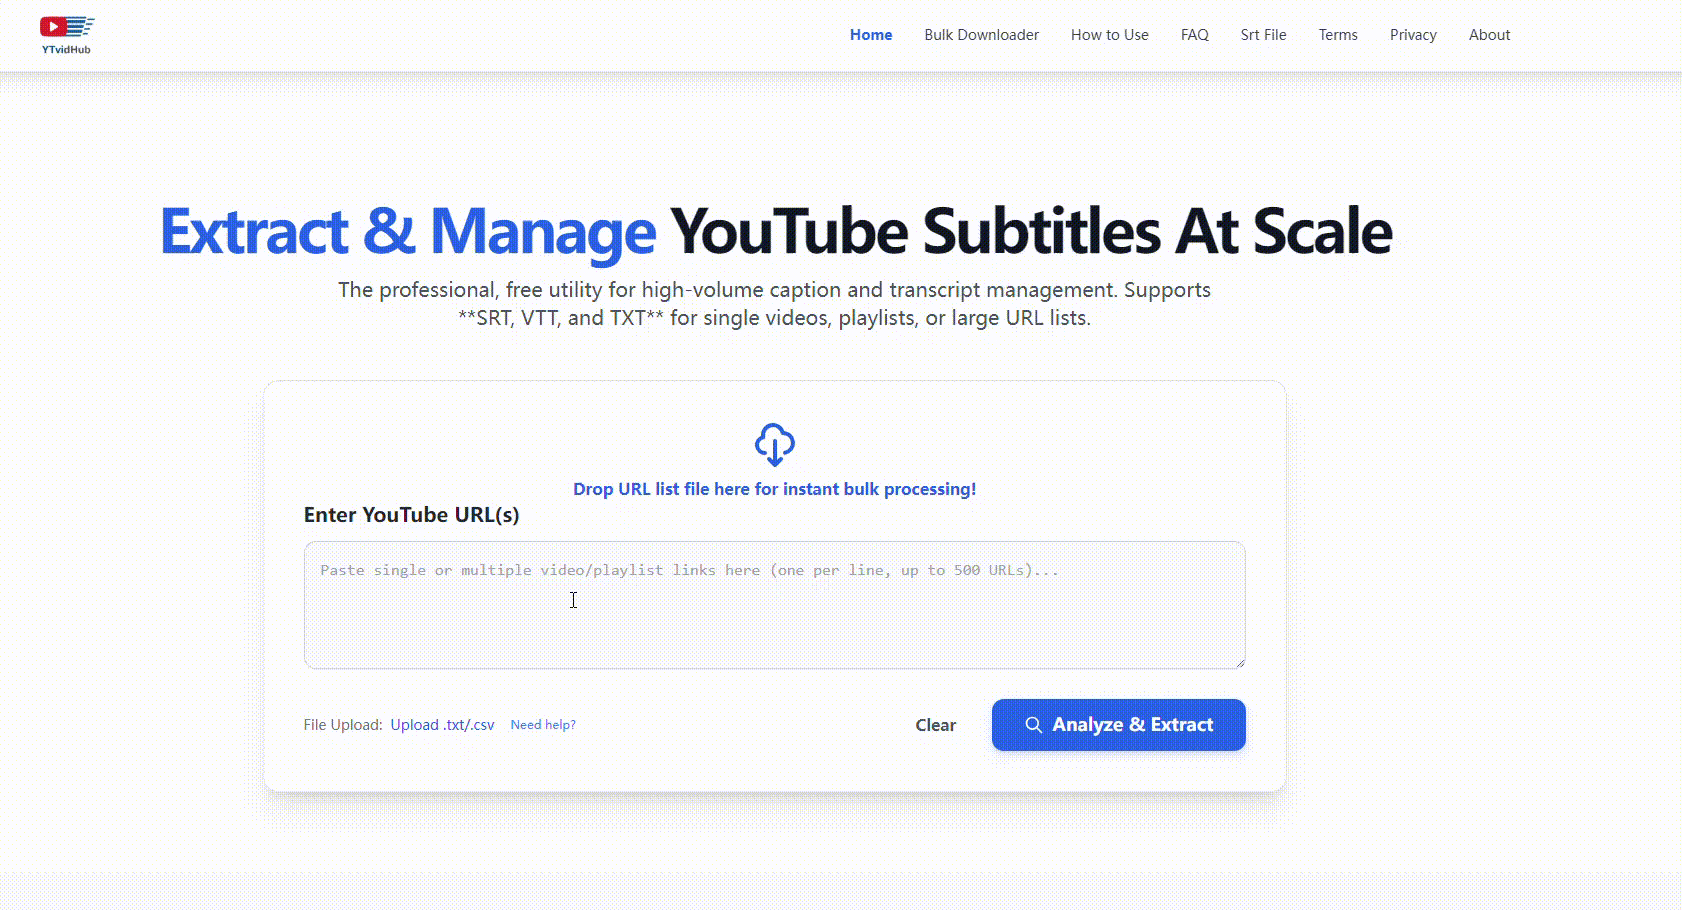 YTvidHub
Home Bulk Downloader How to Use FAQ Srt File Terms Privacy About
Extract & Manage YouTube Subtitles At Scale
The professional, free utility for high-volume caption and transcript management. Supports
**SRT, VTT, and TXT** for single videos, playlists, or large URL lists.
Drop URL list file here for instant bulk processing!
Enter YouTube URL(s)
Paste single or multiple video/playlist links here (one per line, up to 500 URLs)...
File Upload: Upload .txt/.csv Need help? Clear Analyze & Extract